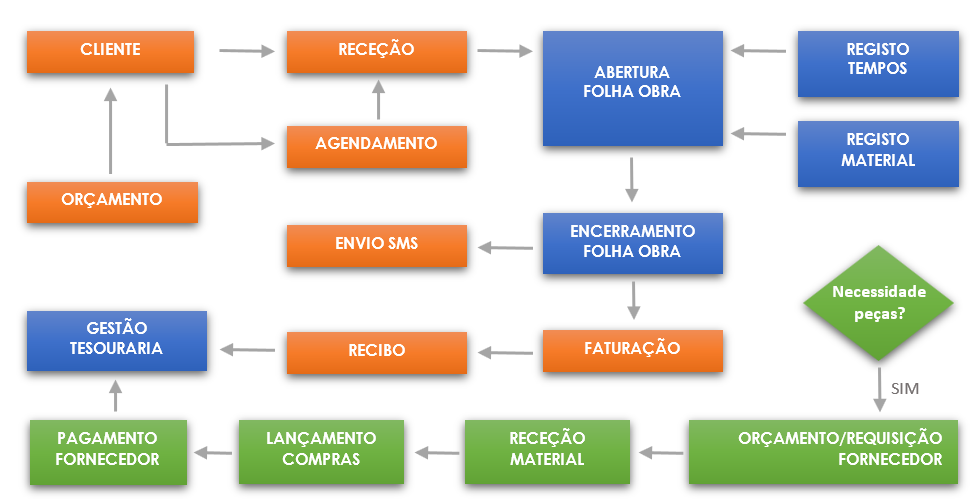 CLIENTE
RECEÇÃO
ABERTURA
FOLHA OBRA
REGISTO
TEMPOS
AGENDAMENTO
REGISTO
MATERIAL
ORÇAMENTO
ENVIO SMS
ENCERRAMENTO
FOLHA OBRA
Necessidade
peças?
GESTÃO
TESOURARIA
RECIBO
FATURAÇÃO
SIM
PAGAMENTO
FORNECEDOR
LANÇAMENTO
COMPRAS
RECEÇÃO
MATERIAL
ORÇAMENTO/REQUISIÇÃO
FORNECEDOR